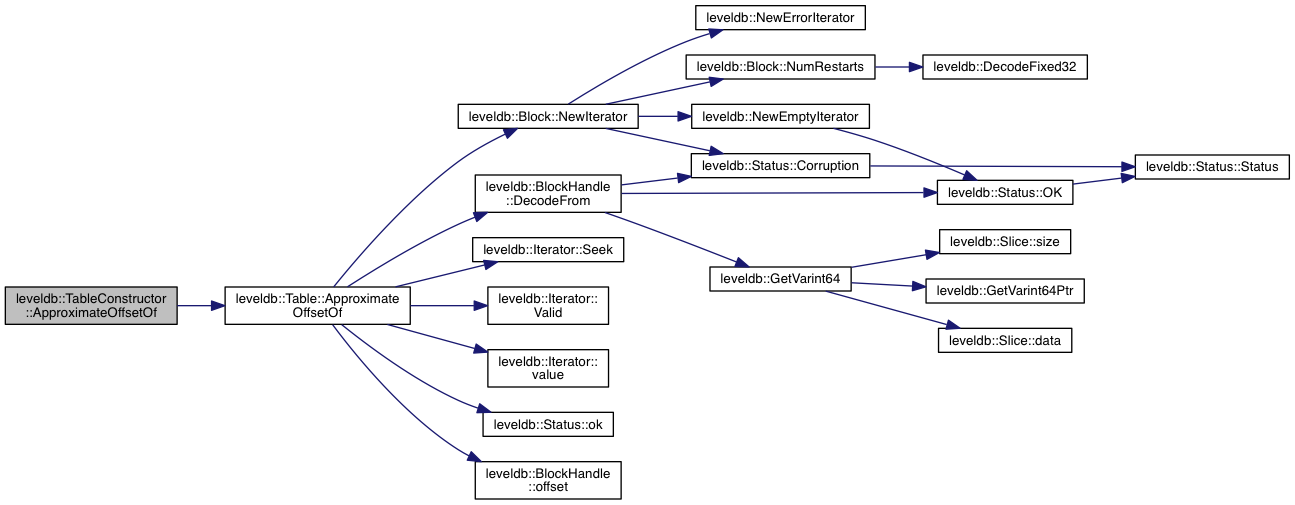 leveldb::TableConstructor
::ApproximateOffsetOf
leveldb::Table::Approximate
OffsetOf
leveldb::Block::NewIterator
leveldb::BlockHandle
::DecodeFrom
leveldb::Iterator::Seek
leveldb::Iterator::
Valid
leveldb::Iterator::
value
leveldb::Status::ok
leveldb::BlockHandle
::offset
leveldb::NewErrorIterator
leveldb::Block::NumRestarts
leveldb::NewEmptyIterator
leveldb::Status::Corruption
leveldb::GetVarint64
leveldb::DecodeFixed32
leveldb::Status::OK
leveldb::Slice::size
leveldb::GetVarint64Ptr
leveldb::Slice::data
leveldb::Status::Status